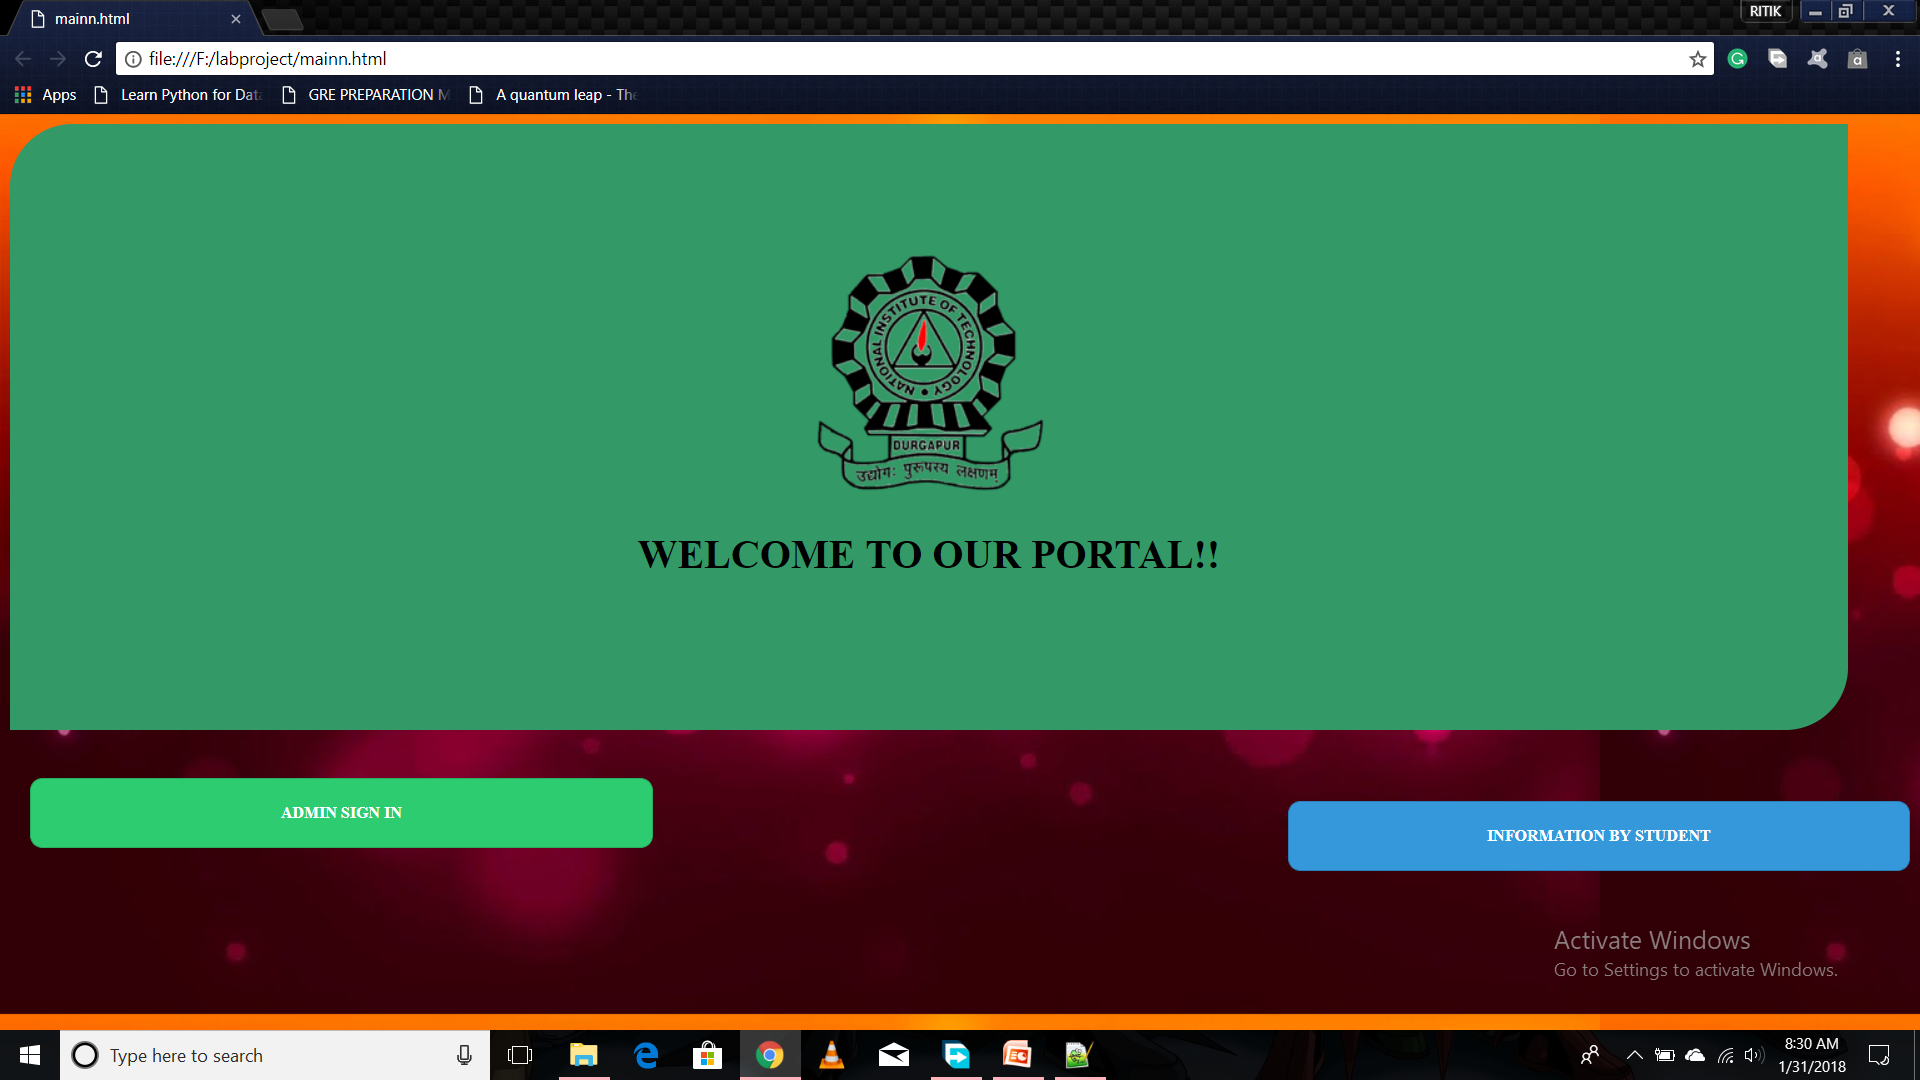 mainn.html
RITIK
file:///F:/labproject/mainn.html
Apps
Learn Python for Dat
GRE PREPARATION M
A quantum leap - The
NATIONAL INSTITUTE OF TECHNOLOGY
DURGAPUR
उद्योगः पुरूषस्य लक्षणम्
WELCOME TO OUR PORTAL!!
ADMIN SIGN IN
INFORMATION BY STUDENT
Activate Windows
Go to Settings to activate Windows.
Type here to search
8:30 AM
1/31/2018